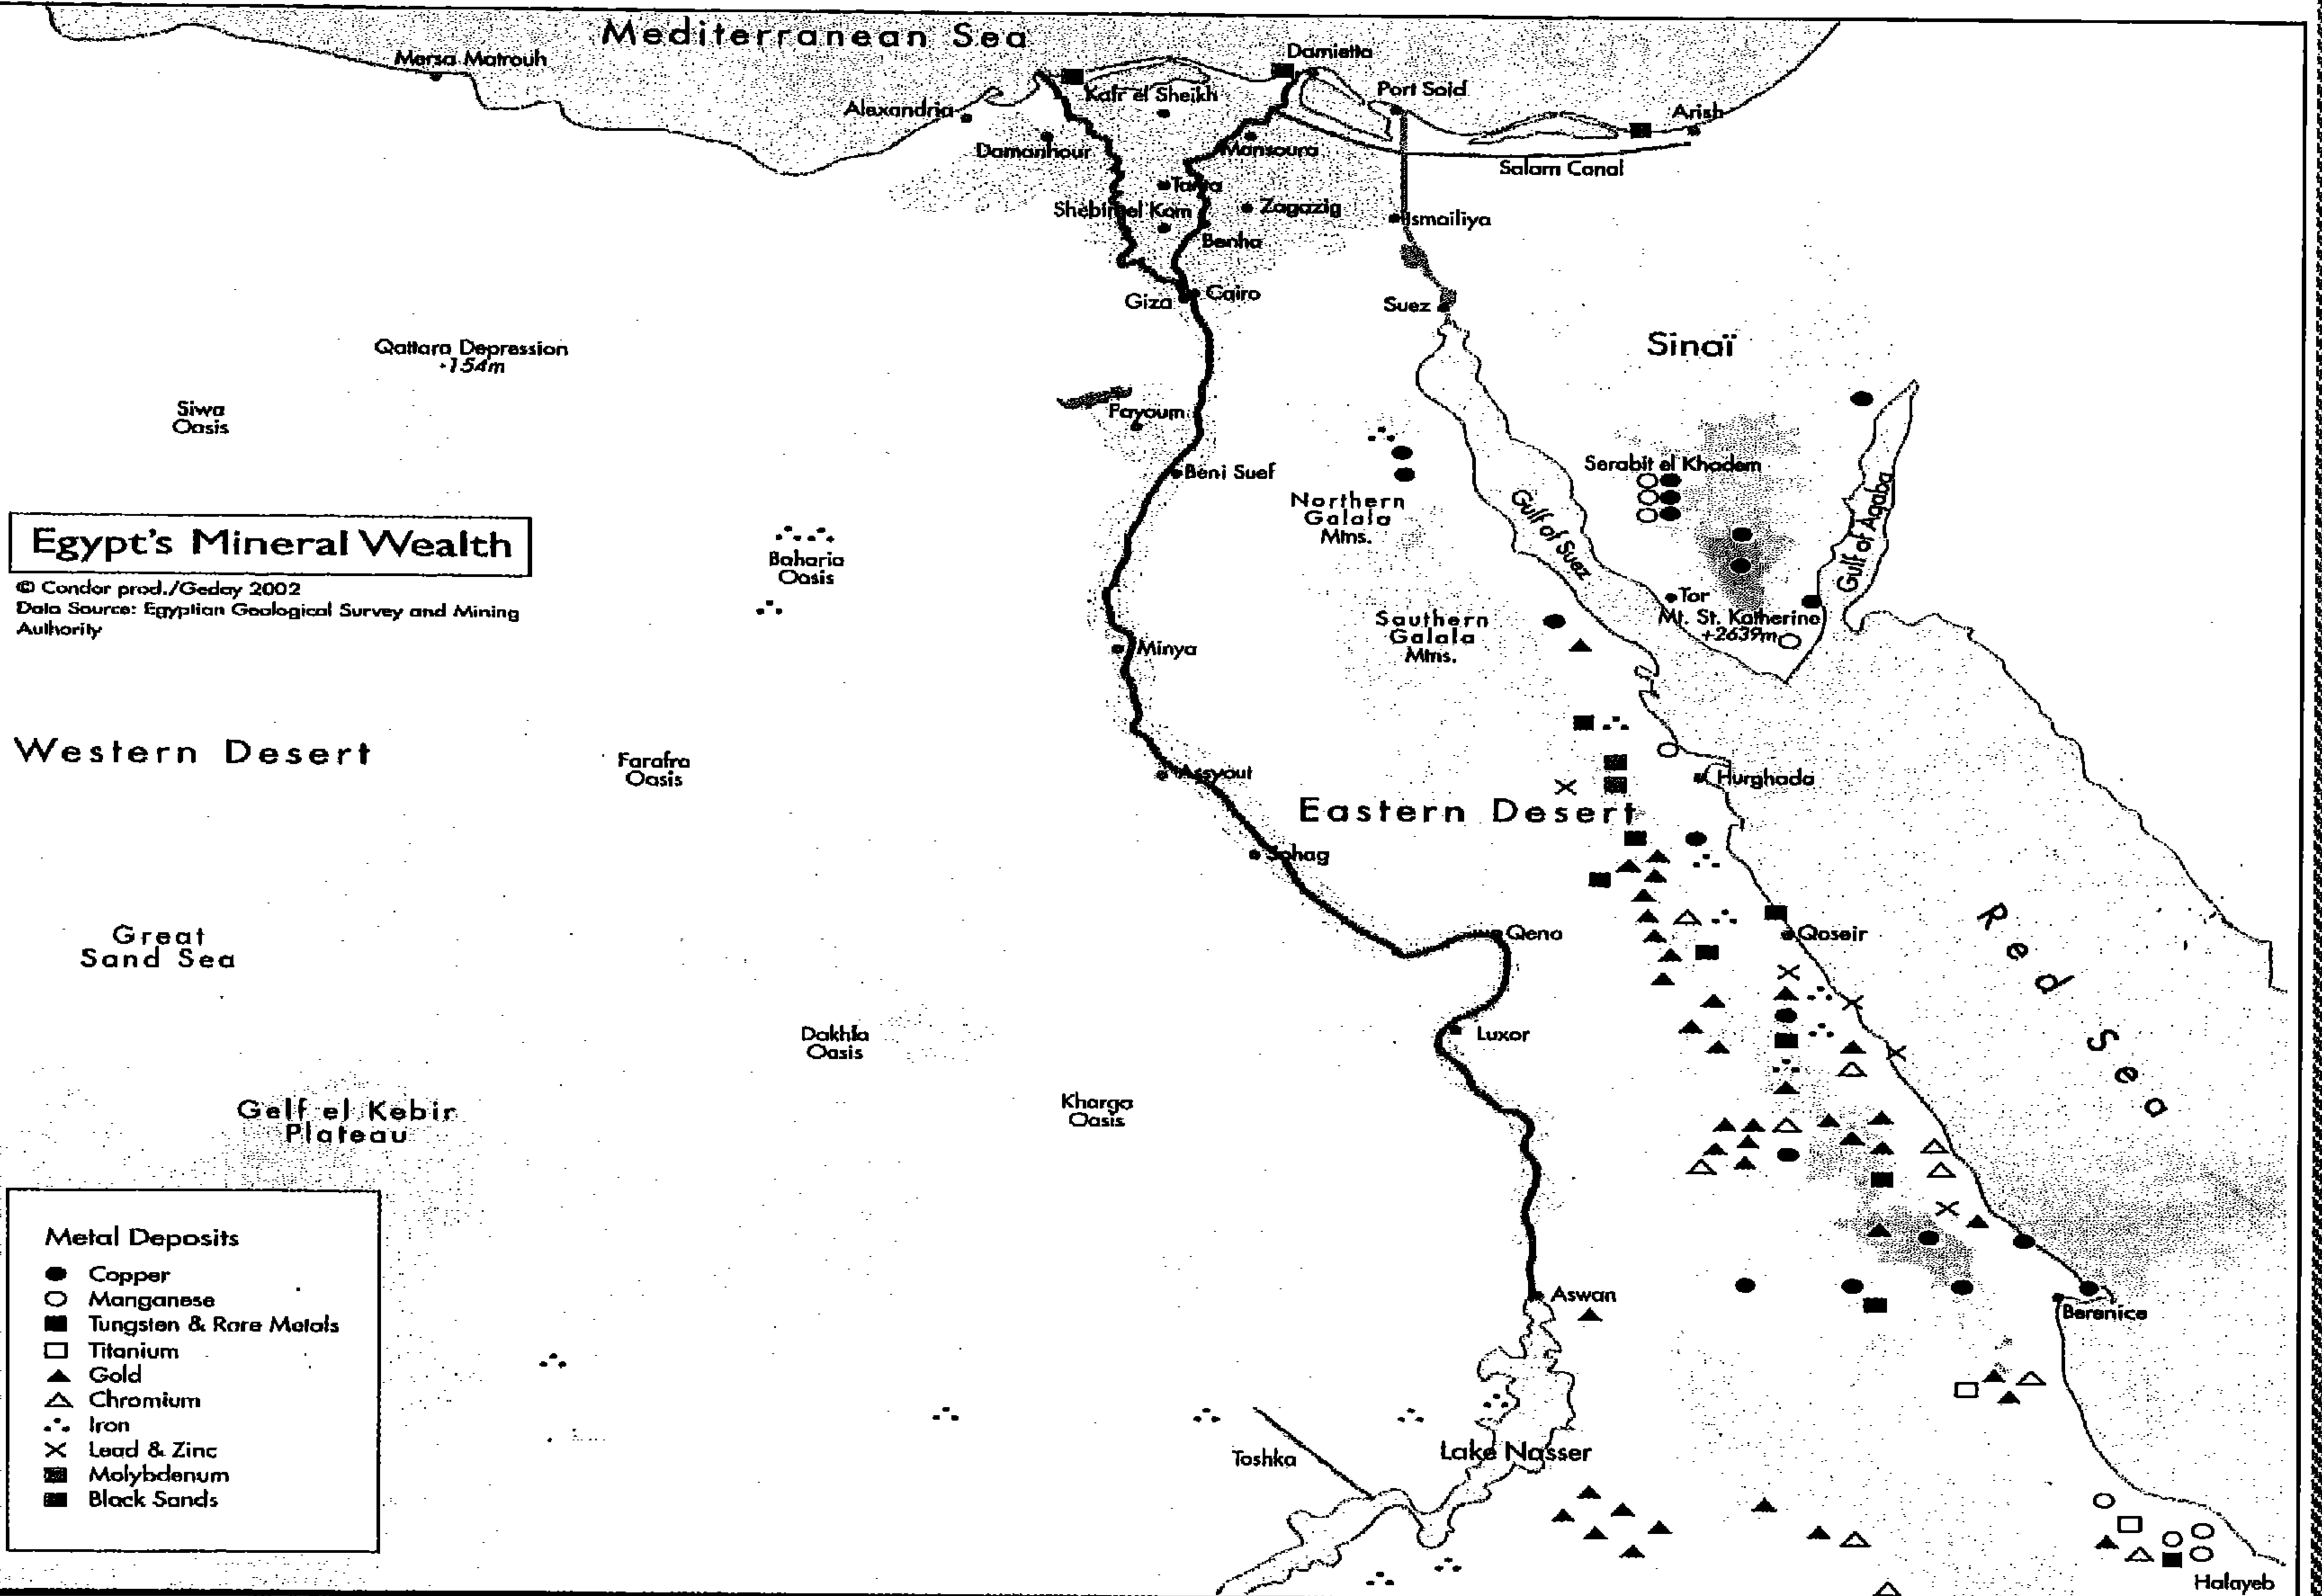 Mediterranean Sea
Mersa Matrouh
Damietta
Kafr el Sheikh
Port Said
Alexandria
Arish
Damanhour
Mansoura
Salam Canal
Tanta
Shebin el Kom
Zagazig
Ismailiya
Benha
Giza
Cairo
Suez
Sinaï
Qattara Depression
-154m
Siwa
Oasis
Fayoum
Beni Suef
Serabit el Khadem
Northern
Galala
Mtns.
Gulf of Suez
Gulf of Aqaba
Egypt's Mineral Wealth
© Condor prod./Geday 2002
Data Source: Egyptian Geological Survey and Mining
Authority
Baharia
Oasis
Tor
Mt. St. Katherine
+2639m
Southern
Galala
Mtns.
Minya
Western Desert
Farafra
Oasis
Assyout
Hurghada
Eastern Desert
Sohag
Great
Sand Sea
Qena
Qoseir
Red Sea
Dakhla
Oasis
Luxor
Gelf el Kebir
Plateau
Kharga
Oasis
Metal Deposits
Copper
Manganese
Tungsten & Rare Metals
Titanium
Gold
Chromium
Iron
Lead & Zinc
Molybdenum
Black Sands
Aswan
Berenice
Toshka
Lake Nasser
Halayeb